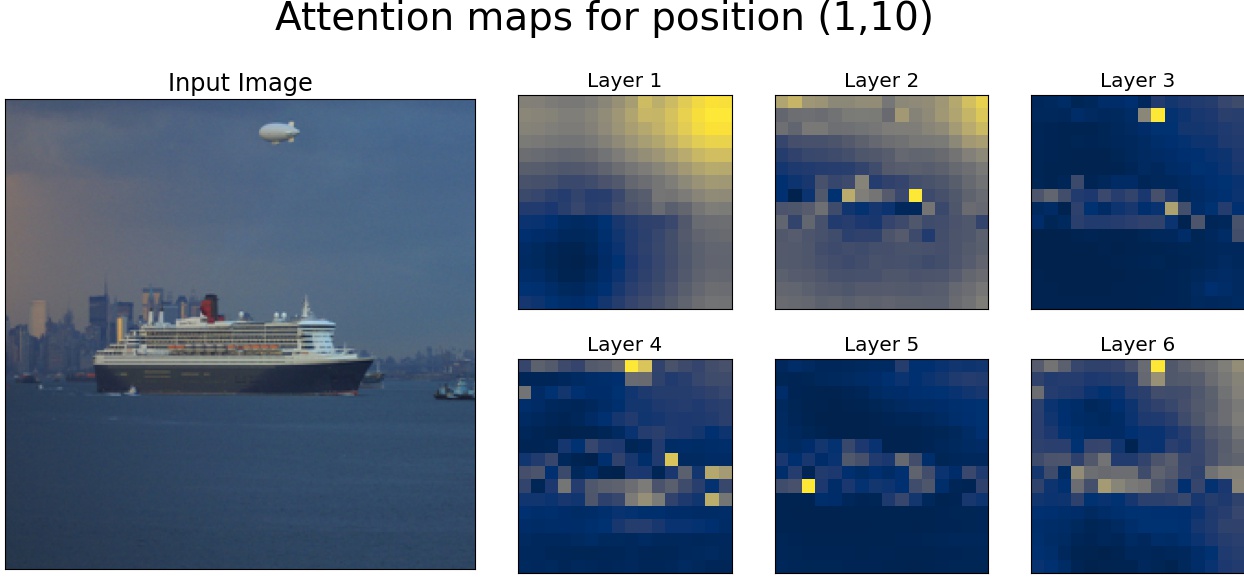 Attention maps for position (1,10)
Input Image
Layer 1
Layer 2
Layer 3
Layer 4
Layer 5
Layer 6